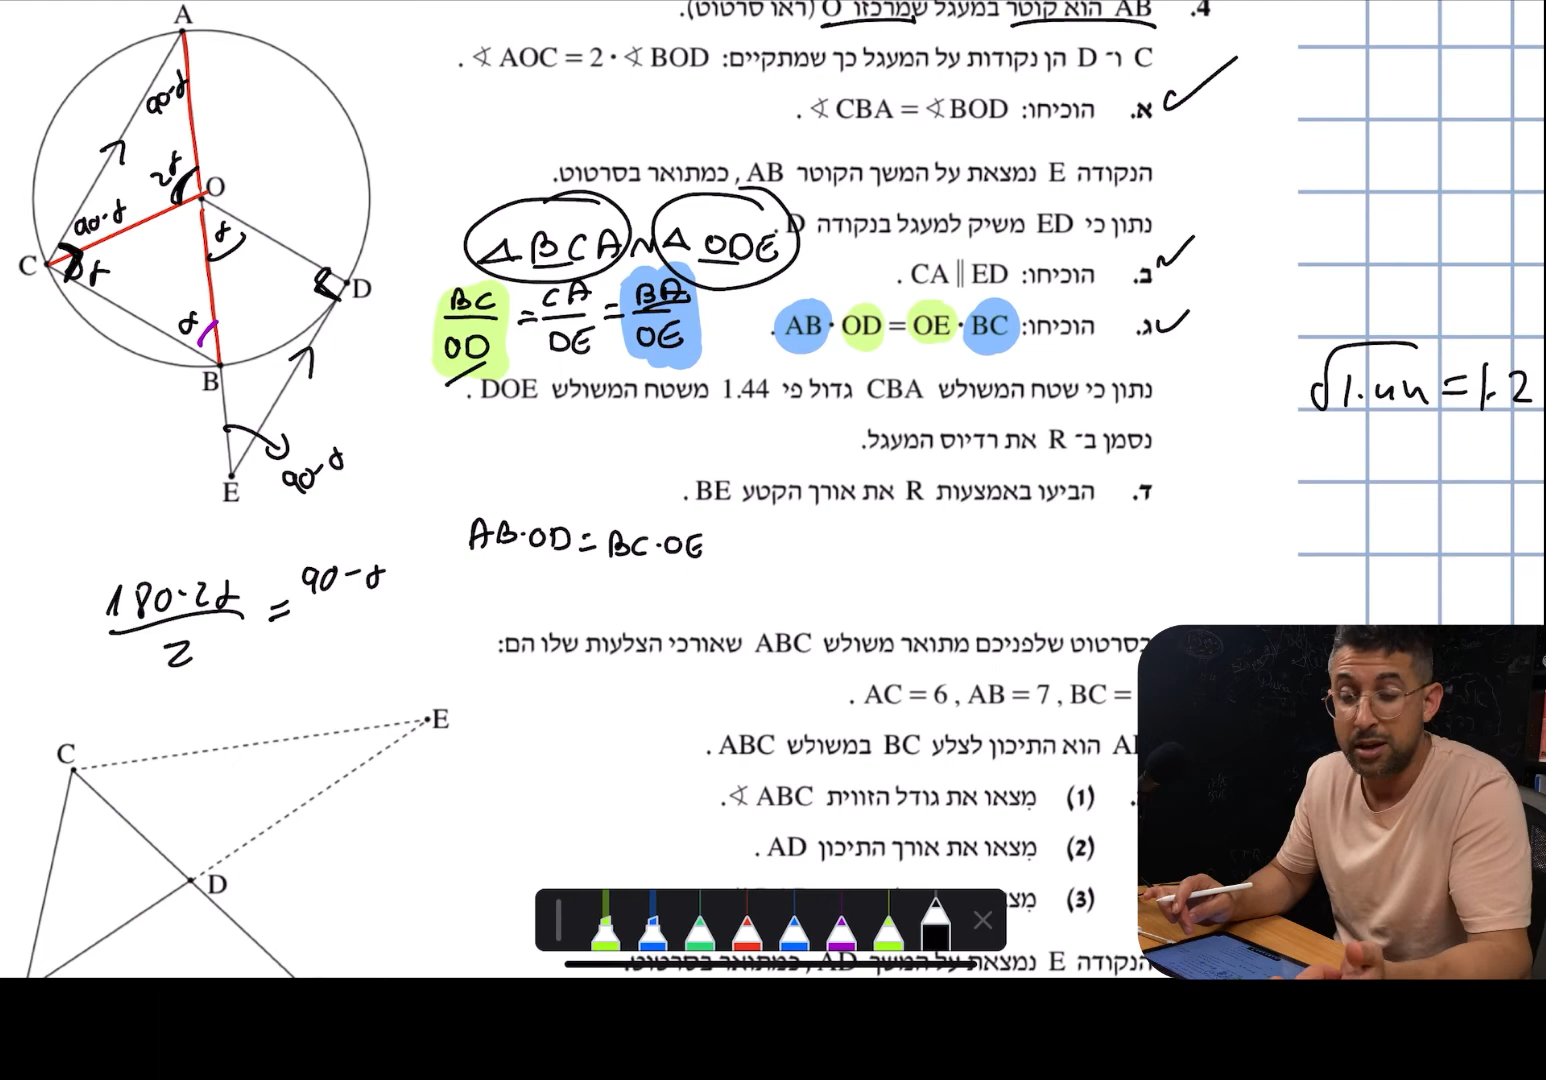 4. AB הוא קוטר במעגל שמרכזו O (ראו סרטוט).
C ו־ D הן נקודות על המעגל כך שמתקיים: ∢ AOC = 2 · ∢ BOD .
א. הוכיחו: ∢ CBA = ∢ BOD .
הנקודה E נמצאת על המשך הקוטר AB , כמתואר בסרטוט.
נתון כי ED משיק למעגל בנקודה D .
△ BCA ~ △ ODE
ב. הוכיחו: CA || ED .
BC/OD = CA/DE = BA/OE
ג. הוכיחו: AB · OD = OE · BC .
נתון כי שטח המשולש CBA גדול פי 1.44 משטח המשולש DOE .
√1.44 = 1.2
נסמן ב־ R את רדיוס המעגל.
ד. הביעו באמצעות R את אורך הקטע BE .
AB·OD = BC·OE
A
90-α
2α
O
90-α
α
C
α
D
α
B
E
90-α
180-2α/2 = 90-α
בסרטוט שלפניכם מתואר משולש ABC שאורכי הצלעות שלו הם:
AC = 6 , AB = 7 , BC =
הוא התיכון לצלע BC במשולש ABC .
(1) מצאו את גודל הזווית ∢ ABC .
(2) מצאו את אורך התיכון AD .
(3)
הנקודה E נמצאת על המשך AD , כמתואר בסרטוט.
E
C
D